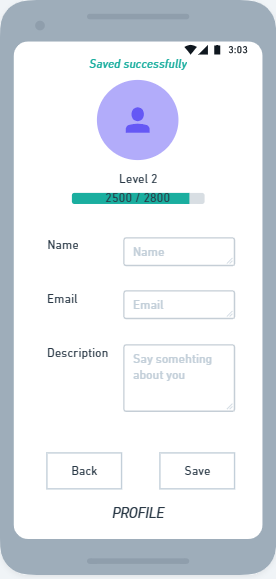 3:03
Saved successfully
Level 2
2500 / 2800
Name
Name
Email
Email
Description
Say somehting
about you
Back
Save
PROFILE